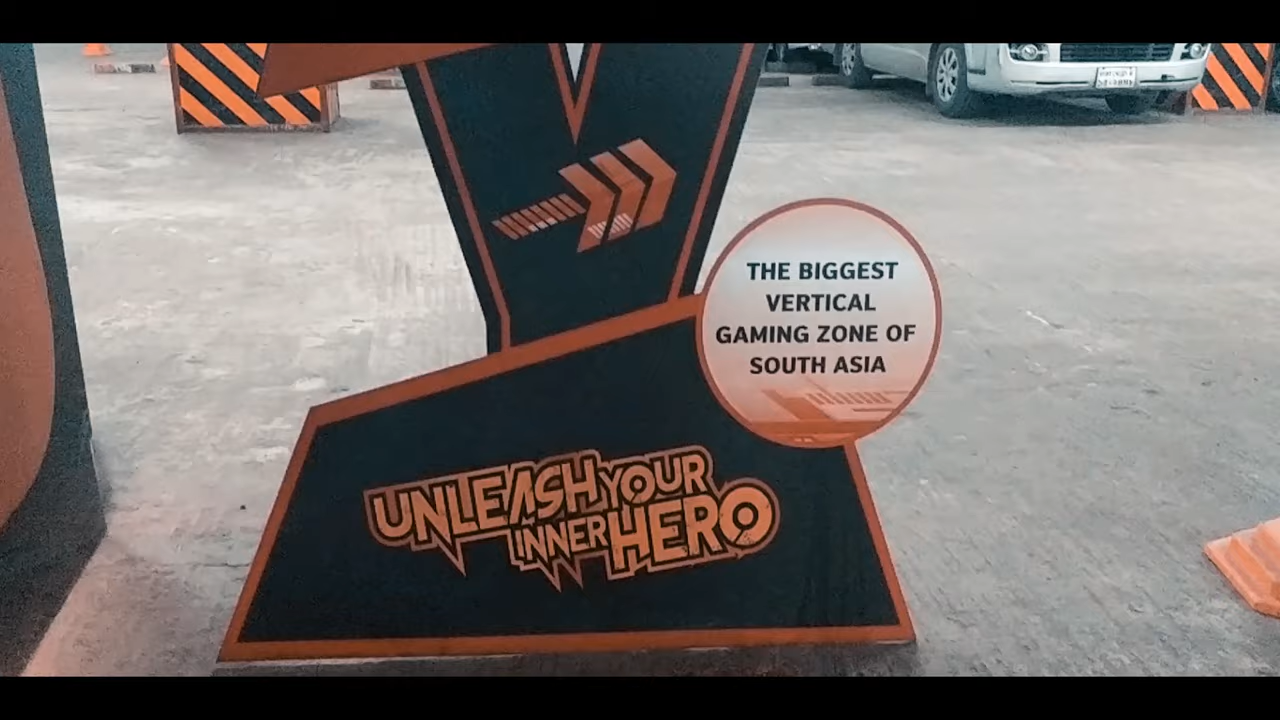 THE BIGGEST
VERTICAL
GAMING ZONE OF
SOUTH ASIA
UNLEASH YOUR
INNER HERO